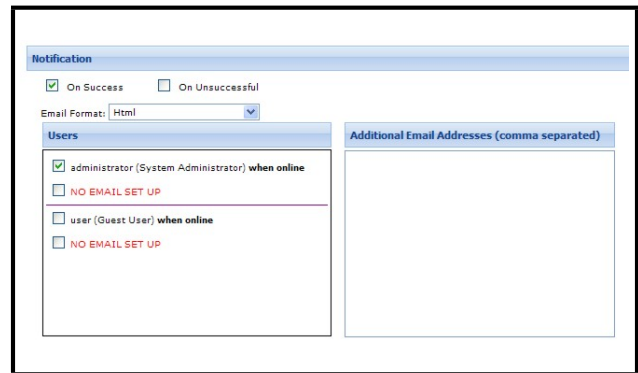 Notification
On Success On Unsuccessful
Email Format: Html
Users
administrator (System Administrator) when online
NO EMAIL SET UP
user (Guest User) when online
NO EMAIL SET UP
Additional Email Addresses (comma separated)